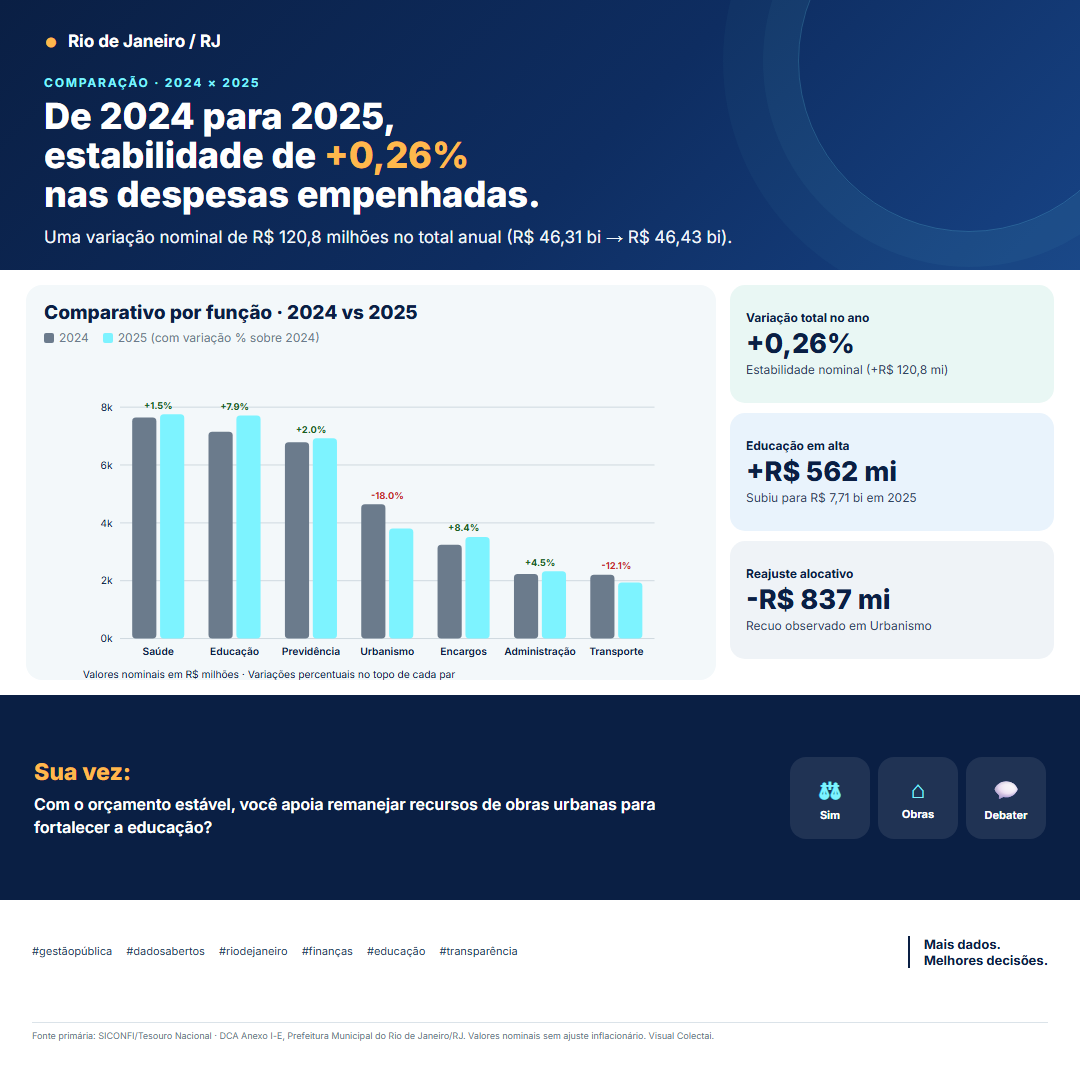 Rio de Janeiro / RJ
COMPARAÇÃO · 2024 × 2025
De 2024 para 2025,
estabilidade de +0,26%
nas despesas empenhadas.
Uma variação nominal de R$ 120,8 milhões no total anual (R$ 46,31 bi → R$ 46,43 bi).
Comparativo por função · 2024 vs 2025
2024 2025 (com variação % sobre 2024)
8k
6k
4k
2k
0k
+1.5%
+7.9%
+2.0%
-18.0%
+8.4%
+4.5%
-12.1%
Saúde Educação Previdência Urbanismo Encargos Administração Transporte
Valores nominais em R$ milhões · Variações percentuais no topo de cada par
Variação total no ano
+0,26%
Estabilidade nominal (+R$ 120,8 mi)
Educação em alta
+R$ 562 mi
Subiu para R$ 7,71 bi em 2025
Reajuste alocativo
-R$ 837 mi
Recuo observado em Urbanismo
Sua vez:
Com o orçamento estável, você apoia remanejar recursos de obras urbanas para
fortalecer a educação?
Sim
Obras
Debater
#gestãopública #dadosabertos #riodejaneiro #finanças #educação #transparência
Mais dados.
Melhores decisões.
Fonte primária: SICONFI/Tesouro Nacional · DCA Anexo I-E, Prefeitura Municipal do Rio de Janeiro/RJ. Valores nominais sem ajuste inflacionário. Visual Colectai.